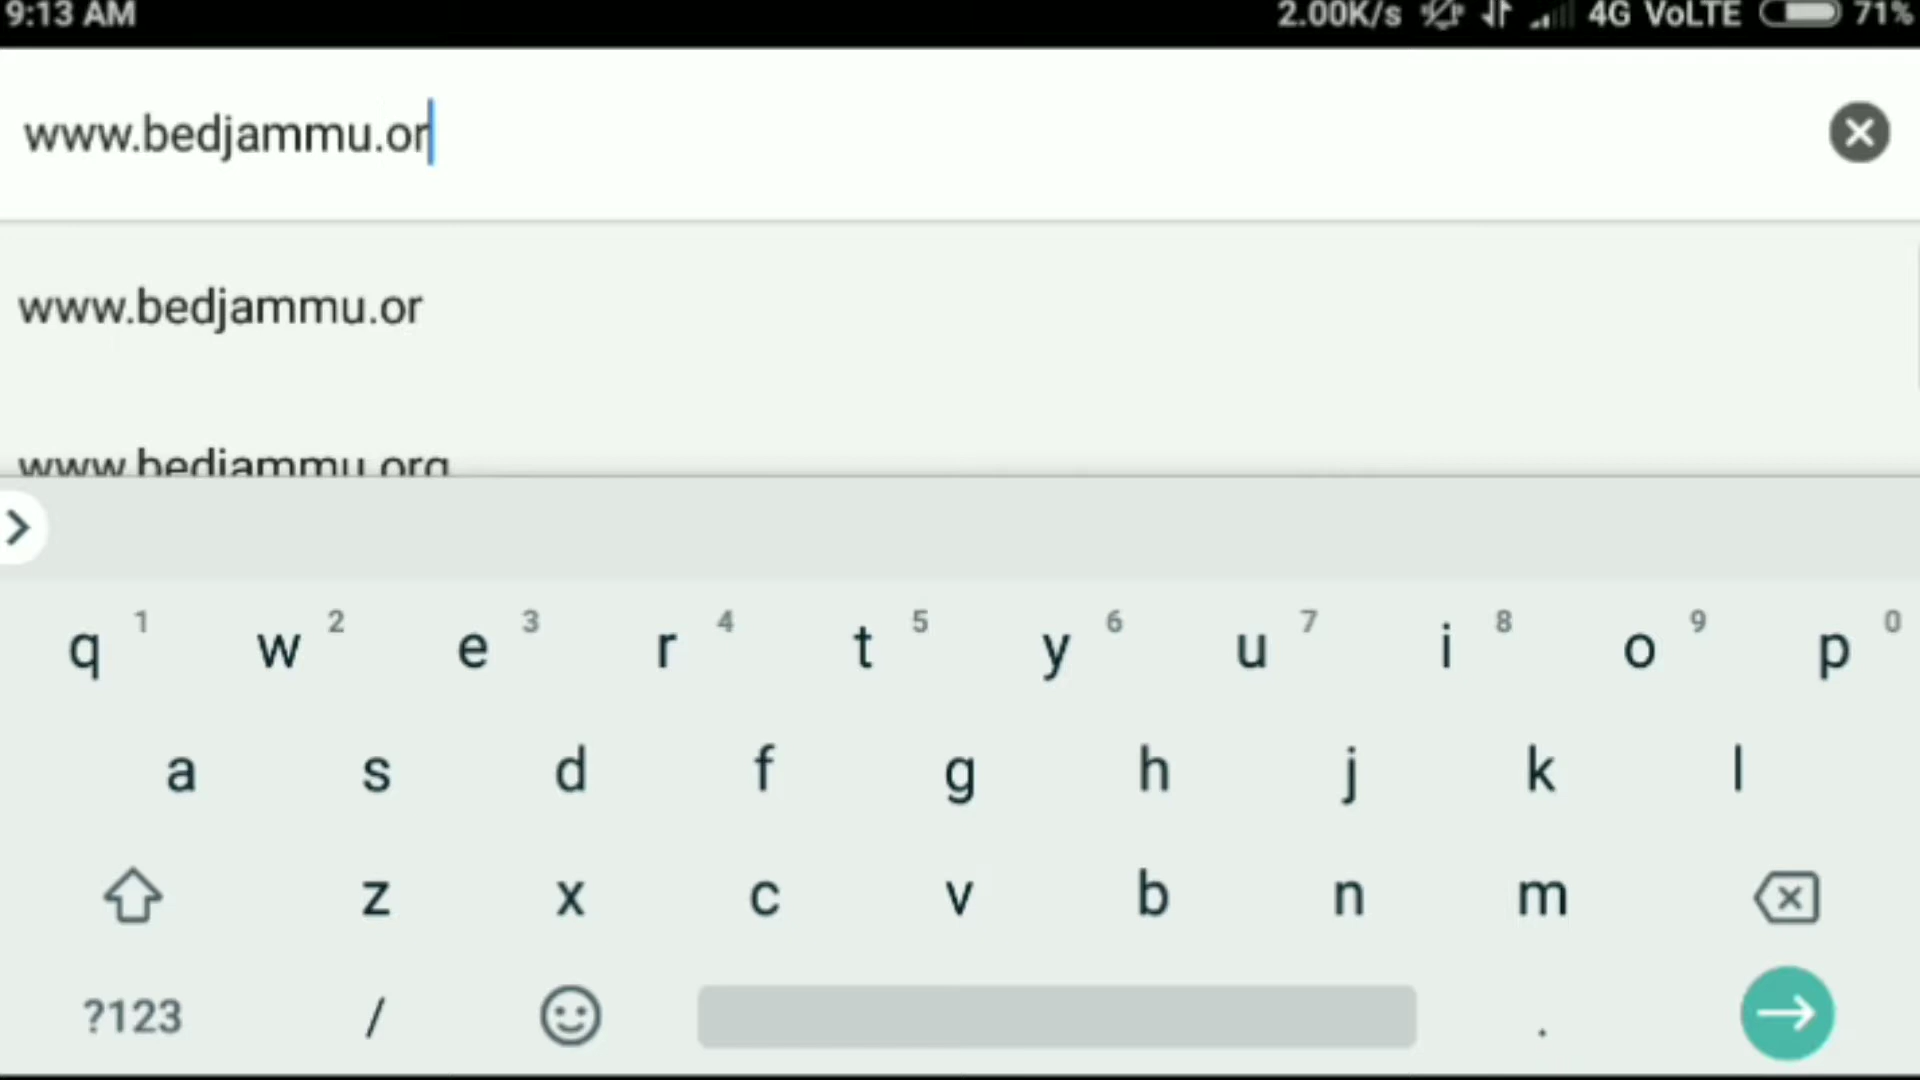 9:13 AM 2.00K/s 4G VoLTE 71%
www.bedjammu.or
www.bedjammu.or
www.bedjammu.org
q 1 w 2 e 3 r 4 t 5 y 6 u 7 i 8 o 9 p 0
a s d f g h j k l
z x c v b n m
?123 / .